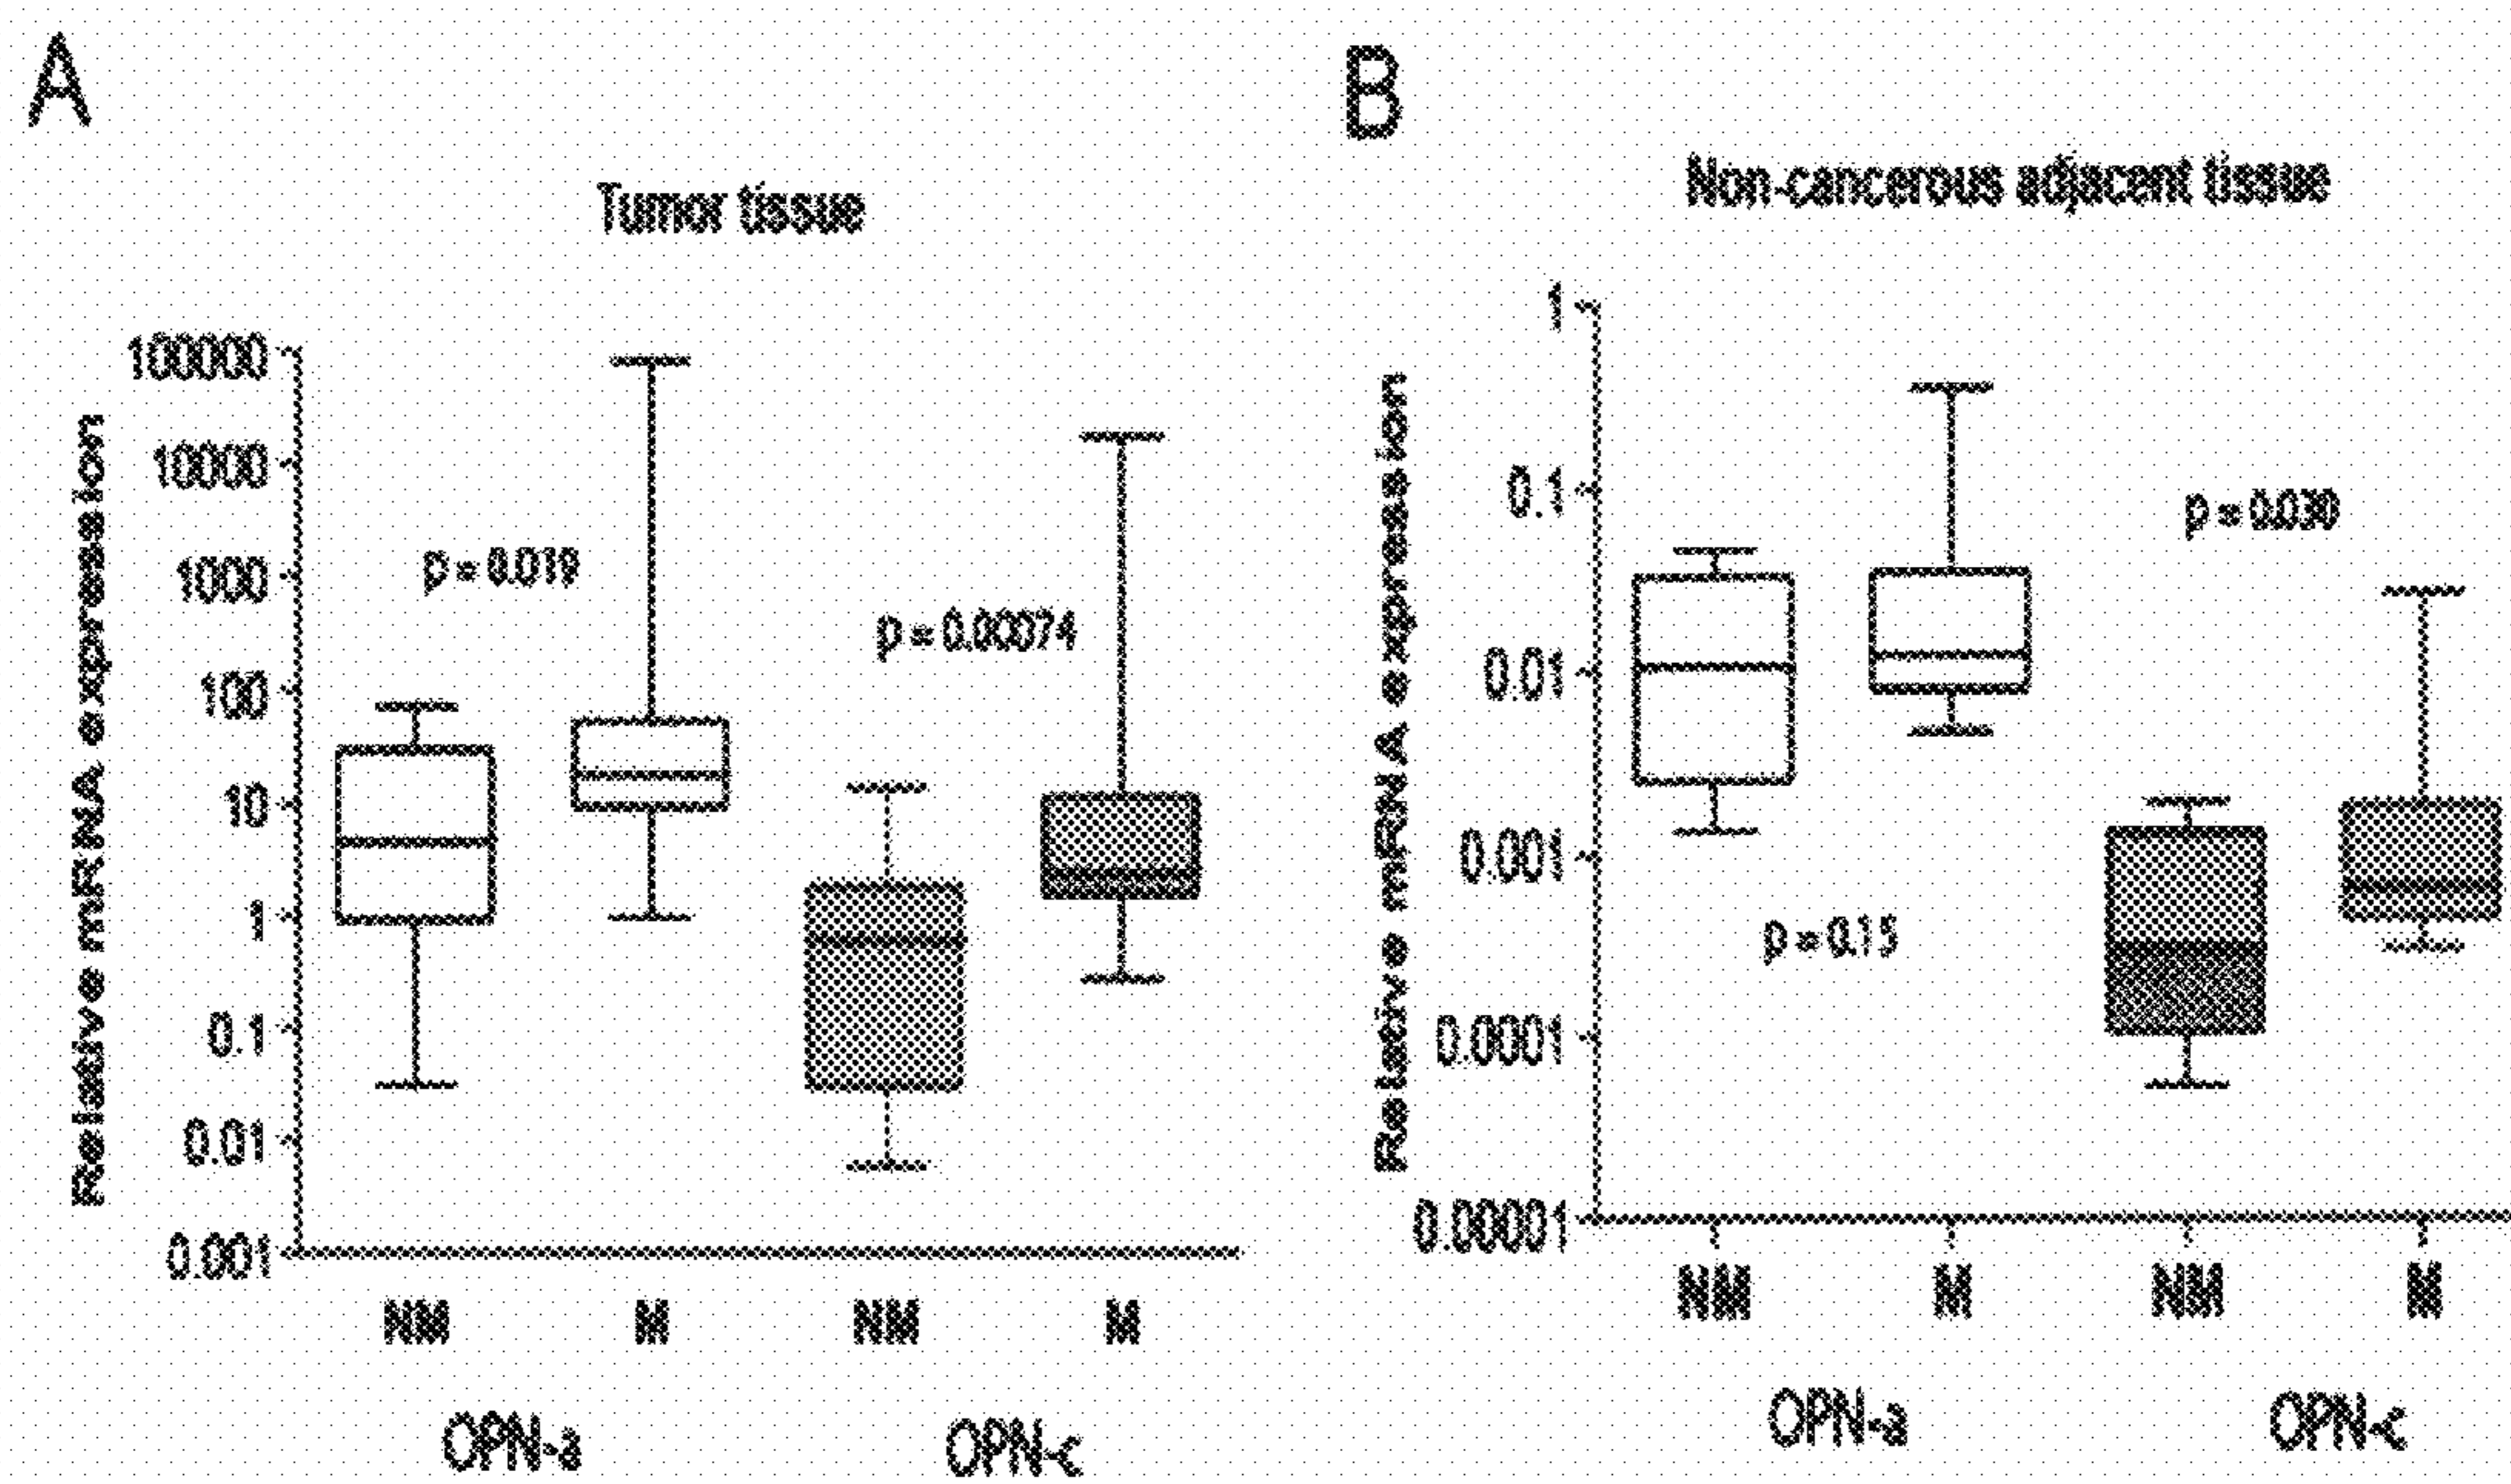 A
Tumor tissue
Relative mRNA expression
100000
10000
1000
100
10
1
0.1
0.01
0.001
p = 0.019
p = 0.00074
NM M NM M
OPN-a OPN-c
B
Non-cancerous adjacent tissue
Relative mRNA expression
1
0.1
0.01
0.001
0.0001
0.00001
p = 0.030
p = 0.15
NM M NM M
OPN-a OPN-c